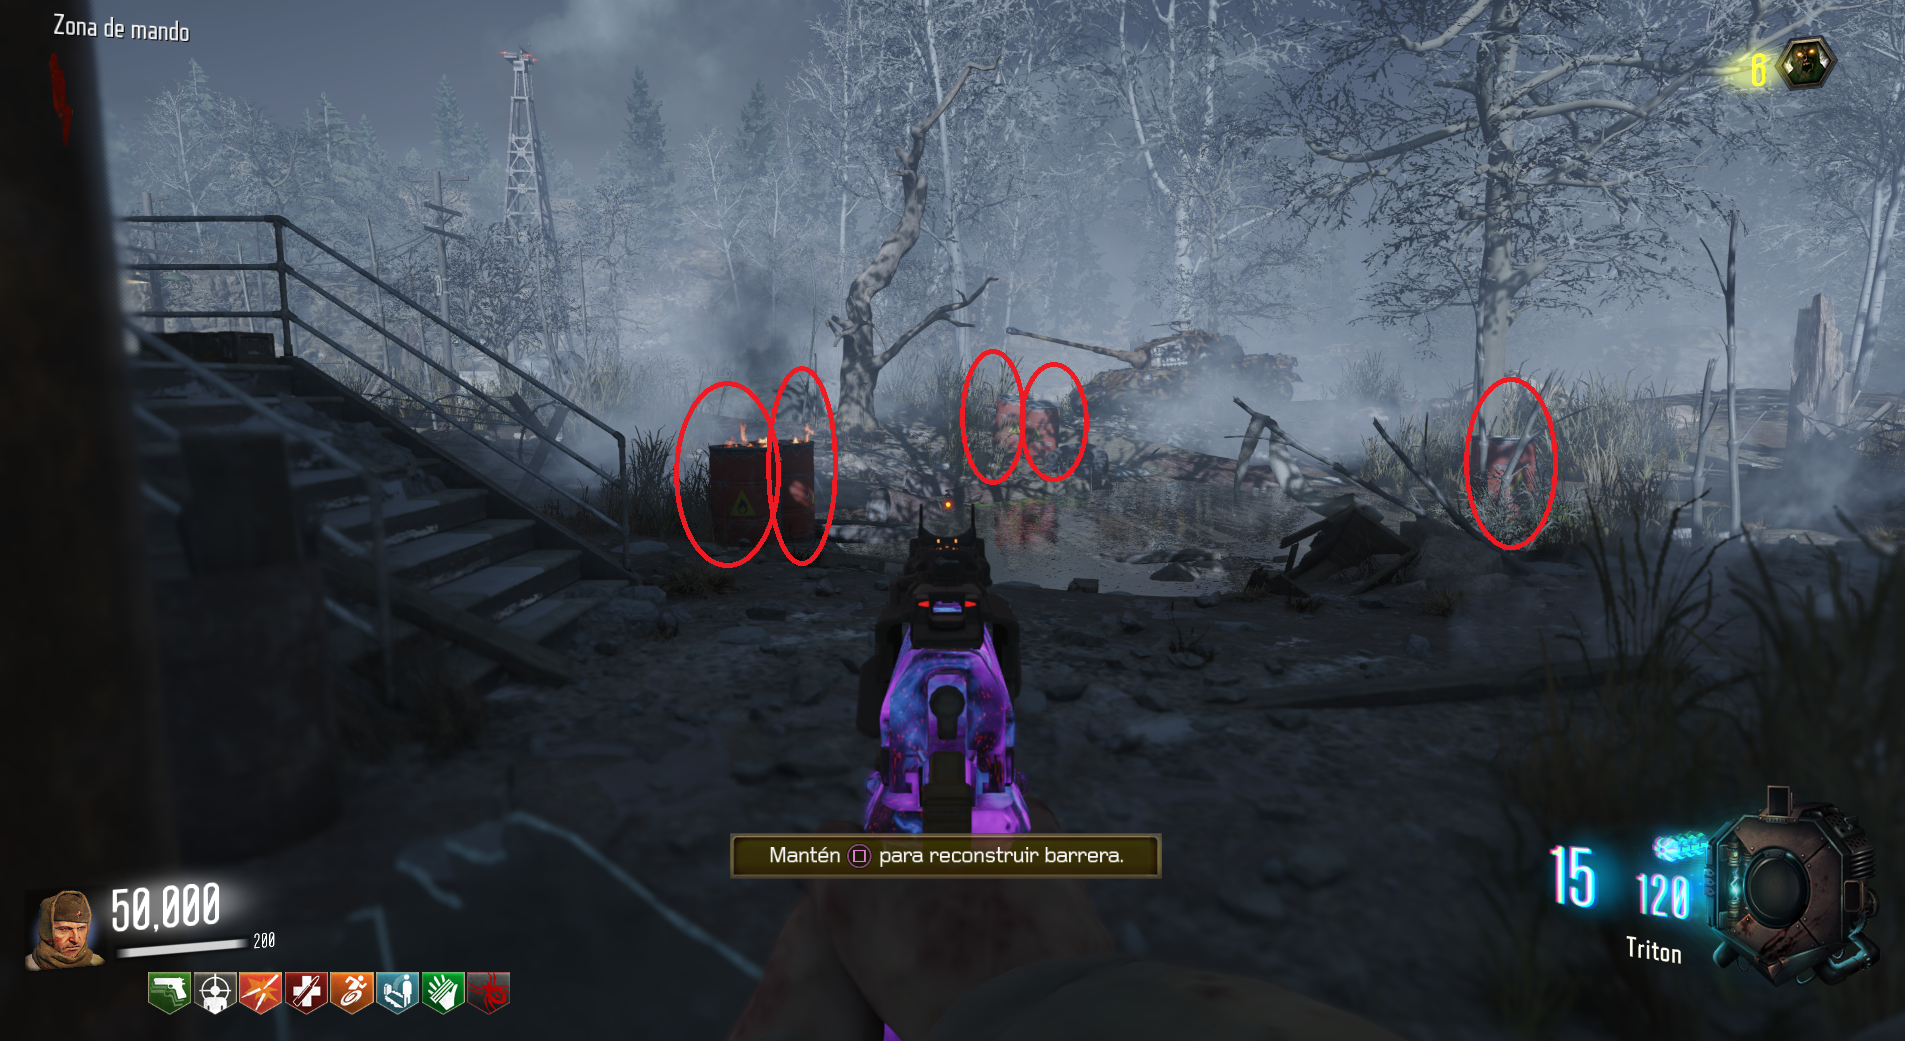 Zona de mando
6
Mantén para reconstruir barrera.
50,000
200
15
120
Triton